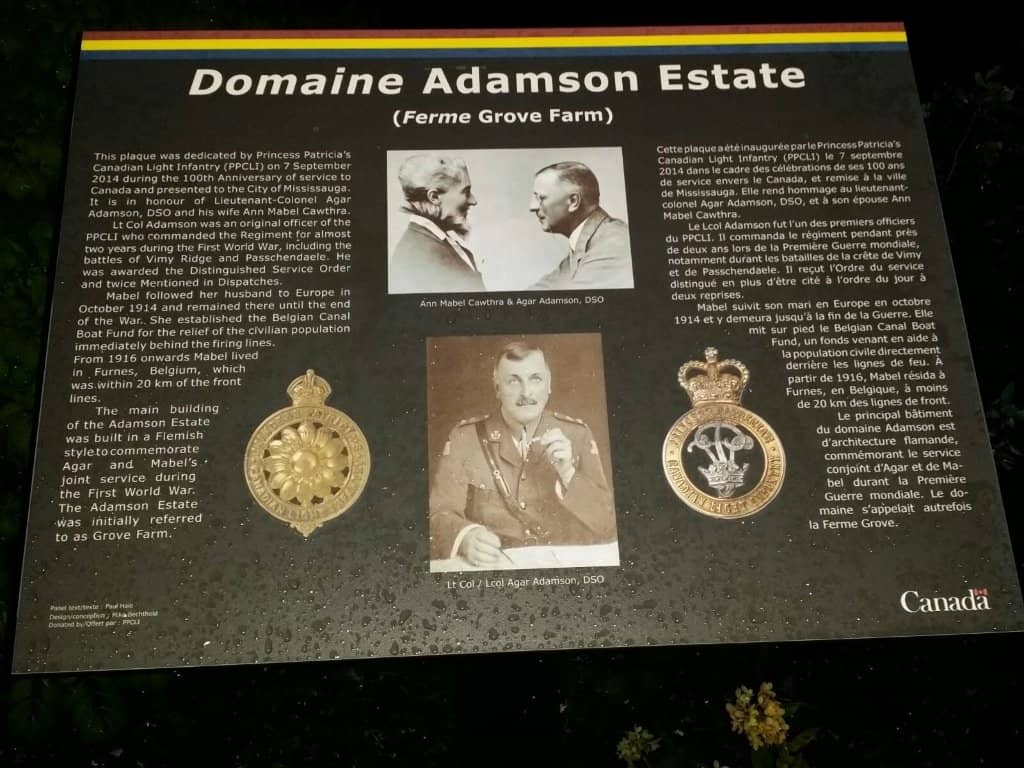 Domaine Adamson Estate
(Ferme Grove Farm)
This plaque was dedicated by Princess Patricia's
Canadian Light Infantry (PPCLI) on 7 September
2014 during the 100th Anniversary of service to
Canada and presented to the City of Mississauga.
It is in honour of Lieutenant-Colonel Agar
Adamson, DSO and his wife Ann Mabel Cawthra.
Lt Col Adamson was an original officer of the
PPCLI who commanded the Regiment for almost
two years during the First World War, including the
battles of Vimy Ridge and Passchendaele. He
was awarded the Distinguished Service Order
and twice Mentioned in Dispatches.
Mabel followed her husband to Europe in
October 1914 and remained there until the end
of the War. She established the Belgian Canal
Boat Fund for the relief of the civilian population
immediately behind the firing lines.
From 1916 onwards Mabel lived
in Furnes, Belgium, which
was within 20 km of the front
lines.
The main building
of the Adamson Estate
was built in a Flemish
style to commemorate
Agar and Mabel's
joint service during
the First World War.
The Adamson Estate
was initially referred
to as Grove Farm.
Ann Mabel Cawthra & Agar Adamson, DSO
Lt Col / Lcol Agar Adamson, DSO
Cette plaque a été inaugurée par le Princess Patricia's
Canadian Light Infantry (PPCLI) le 7 septembre
2014 dans le cadre des célébrations de ses 100 ans
de service envers le Canada, et remise à la ville
de Mississauga. Elle rend hommage au lieutenant-
colonel Agar Adamson, DSO, et à son épouse Ann
Mabel Cawthra.
Le Lcol Adamson fut l'un des premiers officiers
du PPCLI. Il commanda le régiment pendant près
de deux ans lors de la Première Guerre mondiale,
notamment durant les batailles de la crête de Vimy
et de Passchendaele. Il reçut l'Ordre du service
distingué en plus d'être cité à l'ordre du jour à
deux reprises.
Mabel suivit son mari en Europe en octobre
1914 et y demeura jusqu'à la fin de la Guerre. Elle
mit sur pied le Belgian Canal Boat
Fund, un fonds venant en aide à
la population civile directement
derrière les lignes de feu. À
partir de 1916, Mabel résida à
Furnes, en Belgique, à moins
de 20 km des lignes de front.
Le principal bâtiment
du domaine Adamson est
d'architecture flamande,
commémorant le service
conjoint d'Agar et de Ma-
bel durant la Première
Guerre mondiale. Le do-
maine s'appelait autrefois
la Ferme Grove.
Panel text/texte : Paul
Design/conception : Mike Bechthold
Donated by/Offert par : PPCLI
Canada